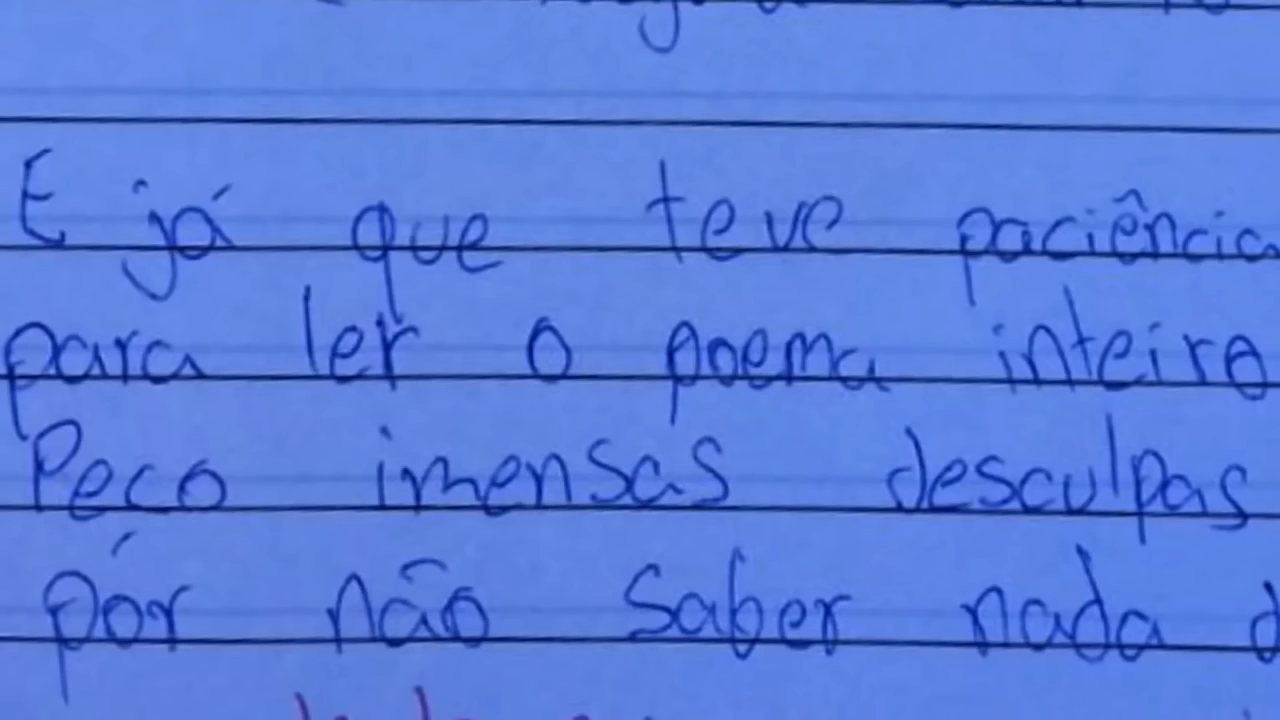 E já que teve paciência
para ler o poema inteiro
Peço imensas desculpas
por não saber nada